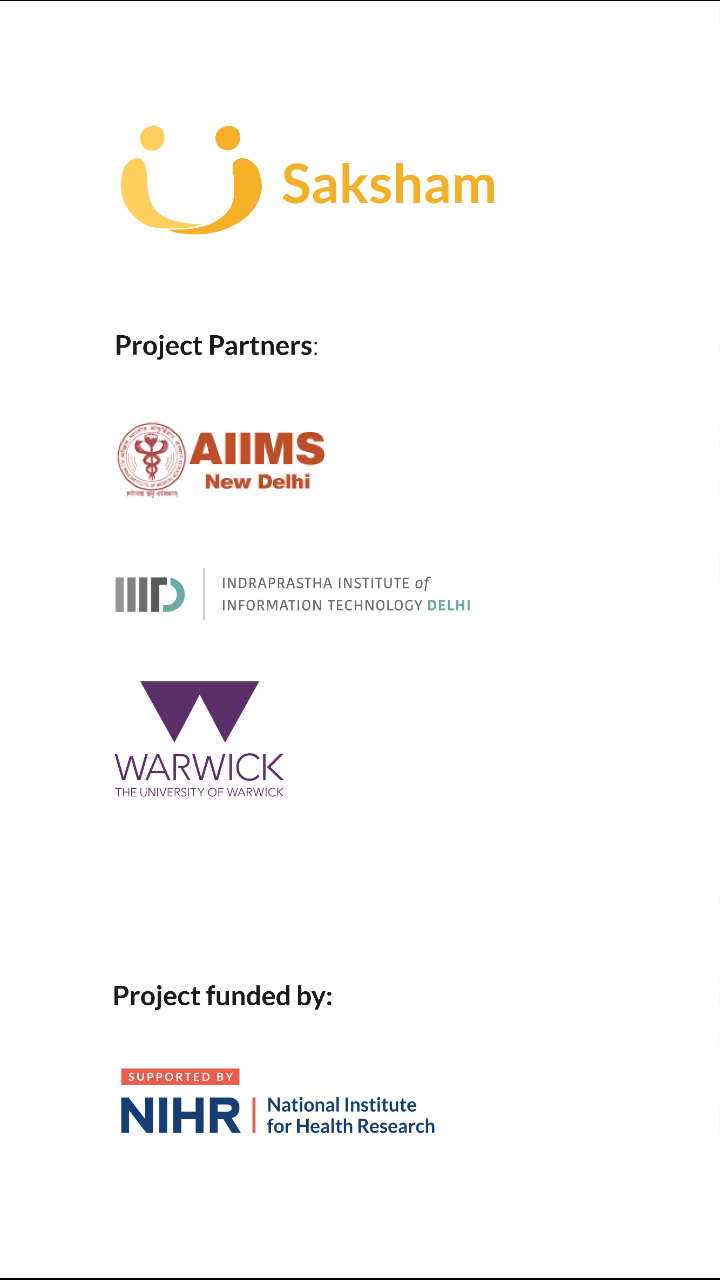 Saksham
Project Partners:
AIIMS
New Delhi
IIITD
INDRAPRASTHA INSTITUTE of
INFORMATION TECHNOLOGY DELHI
WARWICK
THE UNIVERSITY OF WARWICK
Project funded by:
SUPPORTED BY
NIHR
National Institute
for Health Research